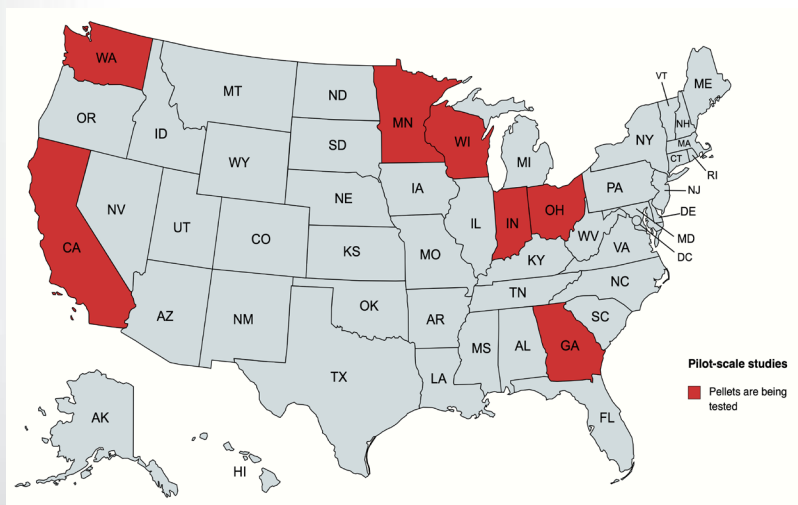 WA
MT
ND
MN
VT
ME
OR
ID
SD
WI
NY
NH
MA
CT
RI
WY
MI
IA
NE
PA
NJ
NV
UT
CO
IL
IN
OH
DE
MD
DC
WV
VA
CA
KS
MO
KY
NC
TN
AZ
NM
OK
AR
SC
MS
AL
GA
TX
LA
FL
AK
HI
Pilot-scale studies
Pellets are being
tested